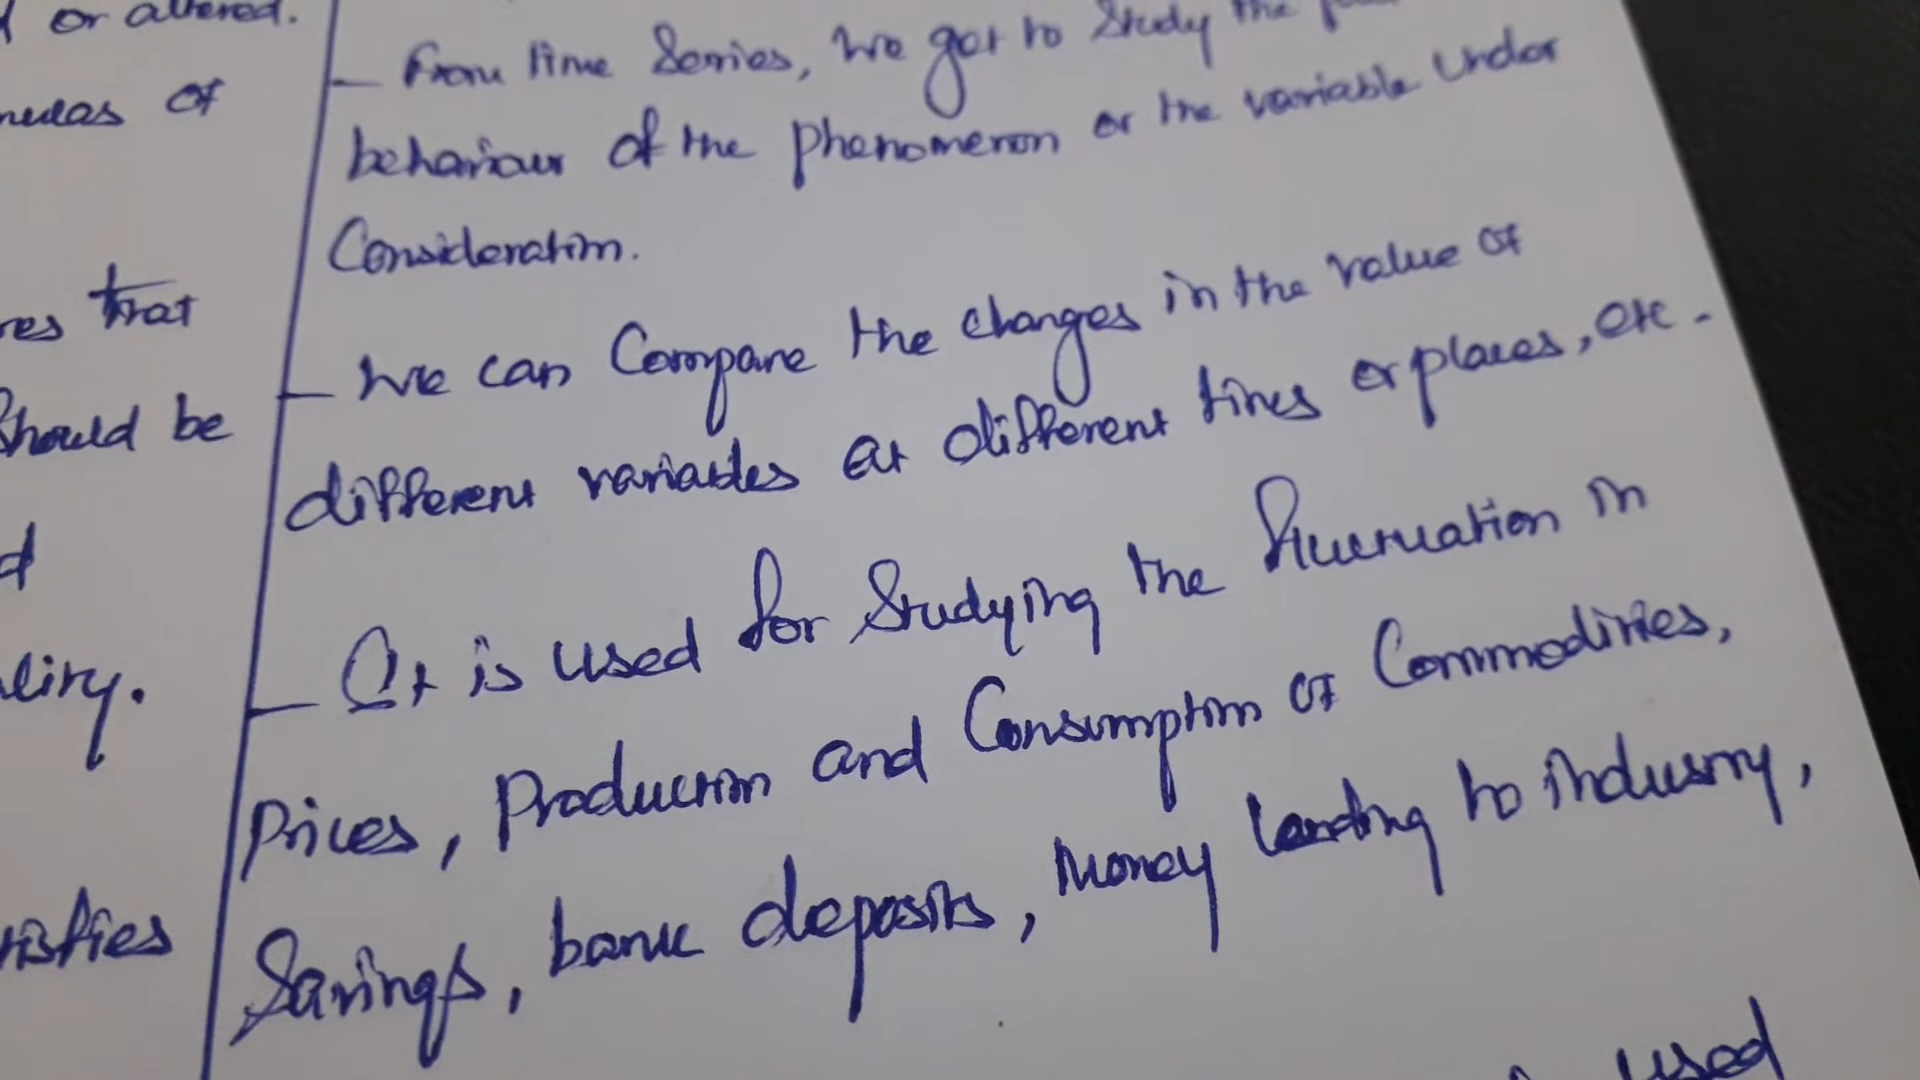 or altered.
of
that
should be
- From time Series, we get to study the
behaviour of the phenomenon or the variable under
Consideration.
- We can Compare the changes in the value of
different variables at different times or places, etc.
- It is used for Studying the fluctuation in
Prices, Production and Consumption of Commodities,
Savings, bank deposits, Money lending to industry,
used